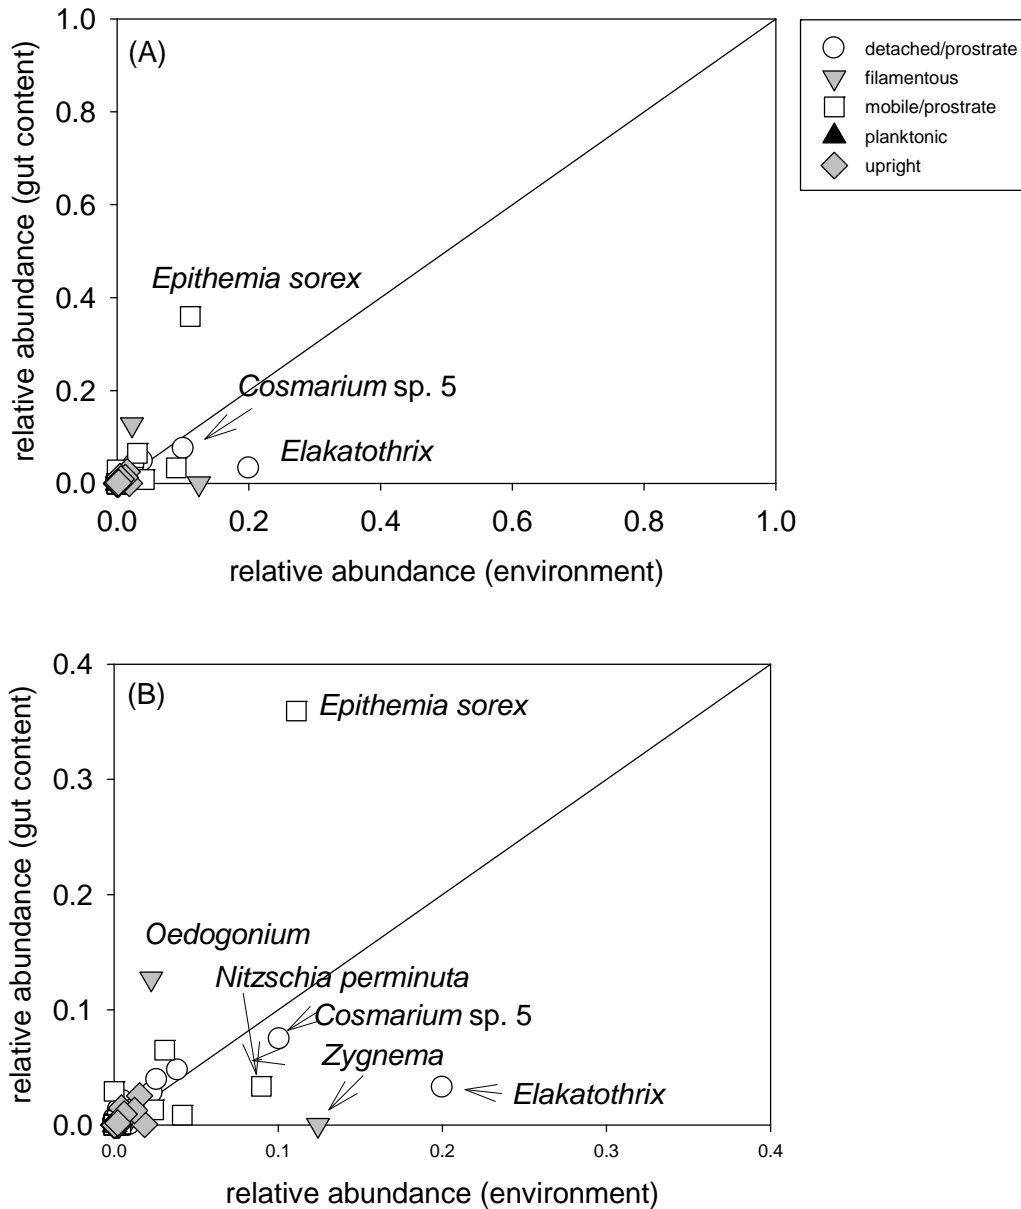 (A)
relative abundance (gut content)
1.0
0.8
0.6
0.4
0.2
0.0
Epithemia sorex
Cosmarium sp. 5
Elakatothrix
0.0 0.2 0.4 0.6 0.8 1.0
relative abundance (environment)
detached/prostrate
filamentous
mobile/prostrate
planktonic
upright
(B)
relative abundance (gut content)
0.4
0.3
0.2
0.1
0.0
Epithemia sorex
Oedogonium
Nitzschia perminuta
Cosmarium sp. 5
Zygnema
Elakatothrix
0.0 0.1 0.2 0.3 0.4
relative abundance (environment)